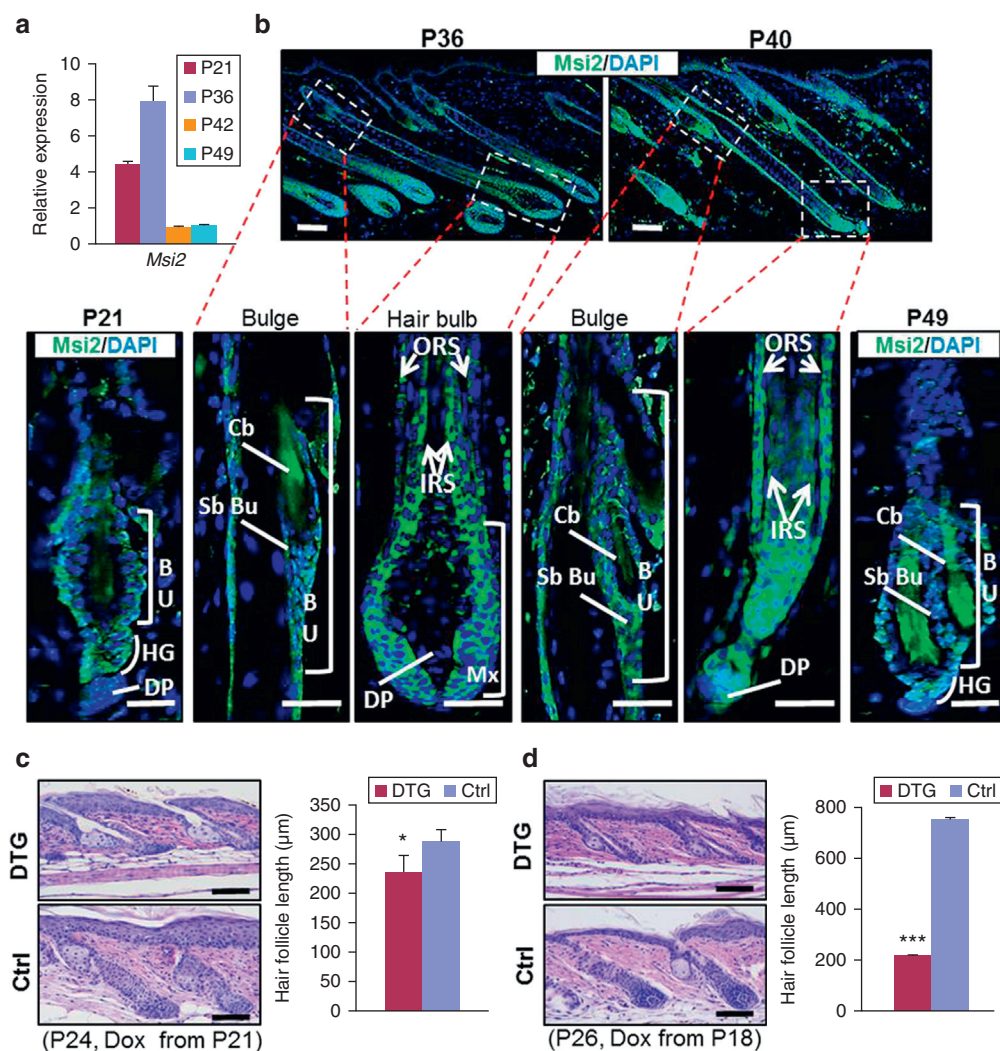 a
10
8
6
4
2
0
Relative expression
Msi2
P21
P36
P42
P49
b
P36
P40
Msi2/DAPI
P21
Msi2/DAPI
HG
DP
B
U
Bulge
Cb
Sb Bu
B
U
Hair bulb
ORS
IRS
DP
Mx
Bulge
Cb
Sb Bu
B
U
ORS
IRS
DP
P49
Msi2/DAPI
Cb
Sb Bu
B
U
HG
c
DTG
Ctrl
(P24, Dox from P21)
DTG
Ctrl
Hair follicle length (µm)
350
300
250
200
150
100
50
0
*
d
DTG
Ctrl
(P26, Dox from P18)
DTG
Ctrl
Hair follicle length (µm)
800
600
400
200
0
***